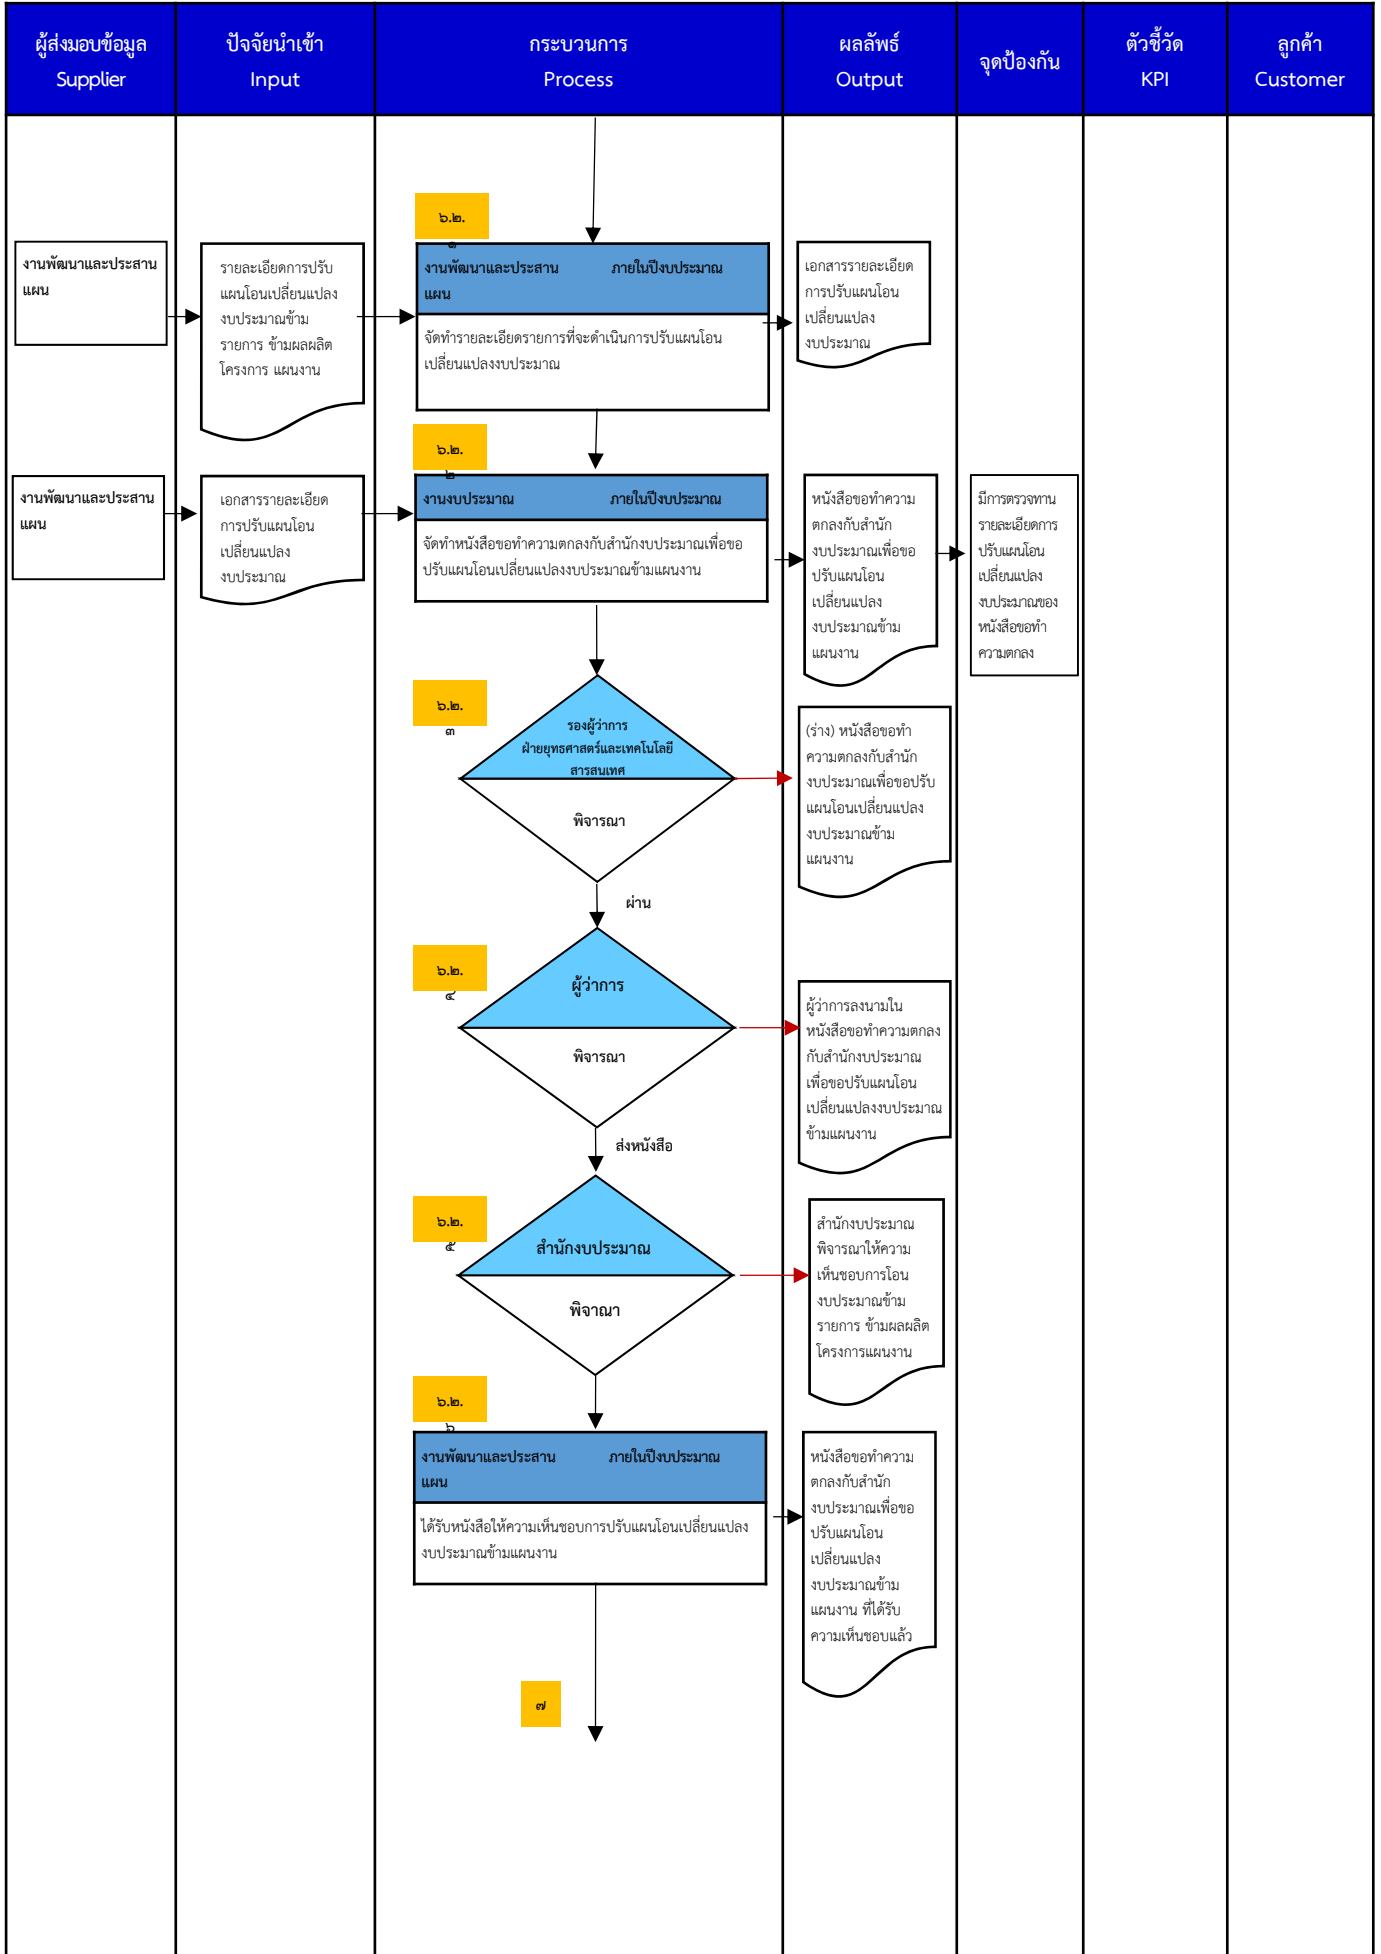 ผู้ส่งมอบข้อมูล
Supplier
ปัจจัยนำเข้า
Input
กระบวนการ
Process
ผลลัพธ์
Output
จุดป้องกัน
ตัวชี้วัด
KPI
ลูกค้า
Customer
๖.๒.
๑
งานพัฒนาและประสาน
แผน
รายละเอียดการปรับ
แผนโอนเปลี่ยนแปลง
งบประมาณข้าม
รายการ ข้ามผลผลิต
โครงการ แผนงาน
งานพัฒนาและประสาน ภายในปีงบประมาณ
แผน
จัดทำรายละเอียดรายการที่จะดำเนินการปรับแผนโอน
เปลี่ยนแปลงงบประมาณ
เอกสารรายละเอียด
การปรับแผนโอน
เปลี่ยนแปลง
งบประมาณ
๖.๒.
๒
งานพัฒนาและประสาน
แผน
เอกสารรายละเอียด
การปรับแผนโอน
เปลี่ยนแปลง
งบประมาณ
งานงบประมาณ ภายในปีงบประมาณ
จัดทำหนังสือขอทำความตกลงกับสำนักงบประมาณเพื่อขอ
ปรับแผนโอนเปลี่ยนแปลงงบประมาณข้ามแผนงาน
หนังสือขอทำความ
ตกลงกับสำนัก
งบประมาณเพื่อขอ
ปรับแผนโอน
เปลี่ยนแปลง
งบประมาณข้าม
แผนงาน
มีการตรวจทาน
รายละเอียดการ
ปรับแผนโอน
เปลี่ยนแปลง
งบประมาณของ
หนังสือขอทำ
ความตกลง
๖.๒.
๓
รองผู้ว่าการ
ฝ่ายยุทธศาสตร์และเทคโนโลยี
สารสนเทศ
พิจารณา
(ร่าง) หนังสือขอทำ
ความตกลงกับสำนัก
งบประมาณเพื่อขอปรับ
แผนโอนเปลี่ยนแปลง
งบประมาณข้าม
แผนงาน
ผ่าน
๖.๒.
๔
ผู้ว่าการ
พิจารณา
ผู้ว่าการลงนามใน
หนังสือขอทำความตกลง
กับสำนักงบประมาณ
เพื่อขอปรับแผนโอน
เปลี่ยนแปลงงบประมาณ
ข้ามแผนงาน
ส่งหนังสือ
๖.๒.
๕
สำนักงบประมาณ
พิจาณา
สำนักงบประมาณ
พิจารณาให้ความ
เห็นชอบการโอน
งบประมาณข้าม
รายการ ข้ามผลผลิต
โครงการแผนงาน
๖.๒.
๖
งานพัฒนาและประสาน ภายในปีงบประมาณ
แผน
ได้รับหนังสือให้ความเห็นชอบการปรับแผนโอนเปลี่ยนแปลง
งบประมาณข้ามแผนงาน
หนังสือขอทำความ
ตกลงกับสำนัก
งบประมาณเพื่อขอ
ปรับแผนโอน
เปลี่ยนแปลง
งบประมาณข้าม
แผนงาน ที่ได้รับ
ความเห็นชอบแล้ว
๗